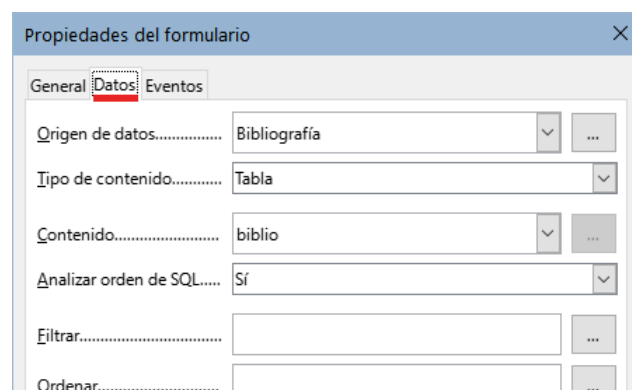 Propiedades del formulario
General Datos Eventos
Origen de datos................ Bibliografía ...
Tipo de contenido............ Tabla
Contenido......................... biblio ...
Analizar orden de SQL..... Sí
Filtrar.................................. ...
Ordenar............................. ...